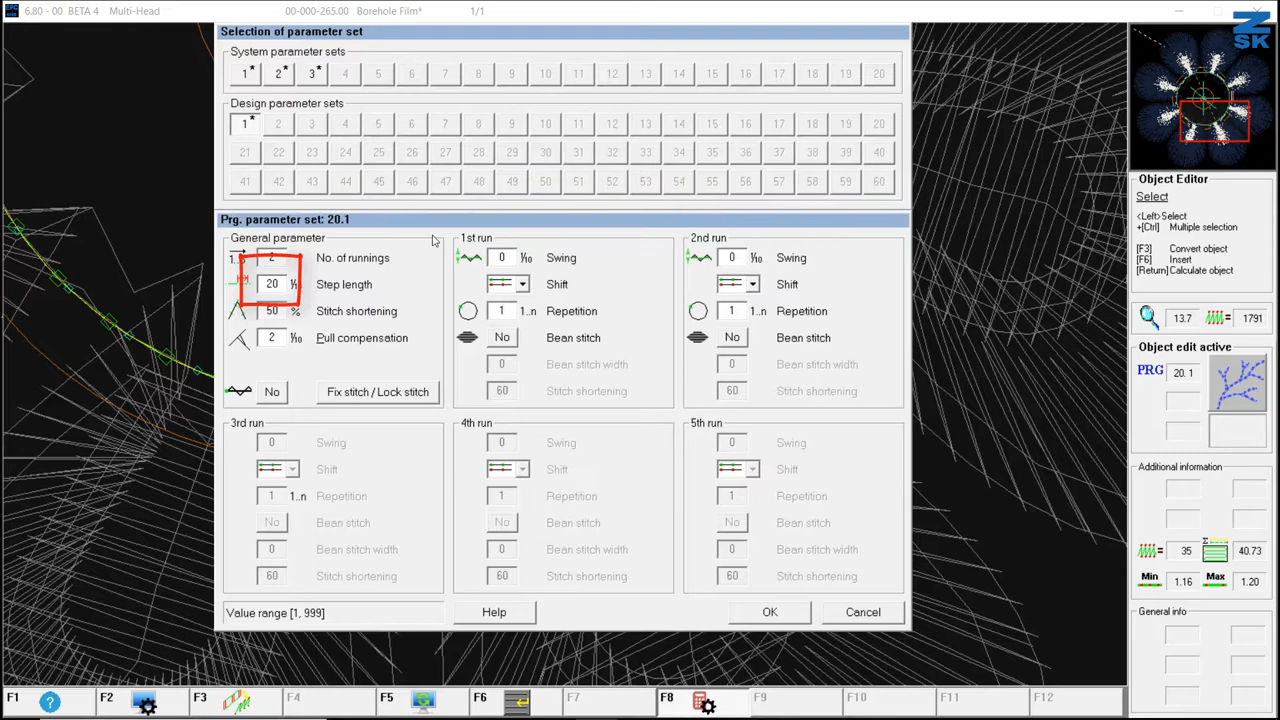 6.80 - 00 BETA 4 Multi-Head 00-000-265.00 Borehole Film* 1/1
ZSK
Selection of parameter set
System parameter sets
1* 2* 3* 4 5 6 7 8 9 10 11 12 13 14 15 16 17 18 19 20
Design parameter sets
1* 2 3 4 5 6 7 8 9 10 11 12 13 14 15 16 17 18 19 20
21 22 23 24 25 26 27 28 29 30 31 32 33 34 35 36 37 38 39 40
41 42 43 44 45 46 47 48 49 50 51 52 53 54 55 56 57 58 59 60
Prg. parameter set: 20.1
General parameter
2 No. of runnings
20 Step length
50 % Stitch shortening
2 1/10 Pull compensation
No Fix stitch / Lock stitch
1st run
0 1/10 Swing
Shift
1 1..n Repetition
No Bean stitch
0 Bean stitch width
60 Stitch shortening
2nd run
0 1/10 Swing
Shift
1 1..n Repetition
No Bean stitch
0 Bean stitch width
60 Stitch shortening
3rd run
0 Swing
Shift
1 1..n Repetition
No Bean stitch
0 Bean stitch width
60 Stitch shortening
4th run
0 Swing
Shift
1 Repetition
No Bean stitch
0 Bean stitch width
60 Stitch shortening
5th run
0 Swing
Shift
1 Repetition
No Bean stitch
0 Bean stitch width
60 Stitch shortening
Value range [1, 999] Help OK Cancel
Object Editor
Select
<Left> Select
+[Ctrl] Multiple selection
[F3] Convert object
[F6] Insert
[Return] Calculate object
13.7 = 1791
Object edit active
PRG 20. 1
Additional information
= 35 Σ 40.73
Min 1.16 Max 1.20
General info
F1 ? F2 F3 F4 F5 F6 F7 F8 F9 F10 F11 F12